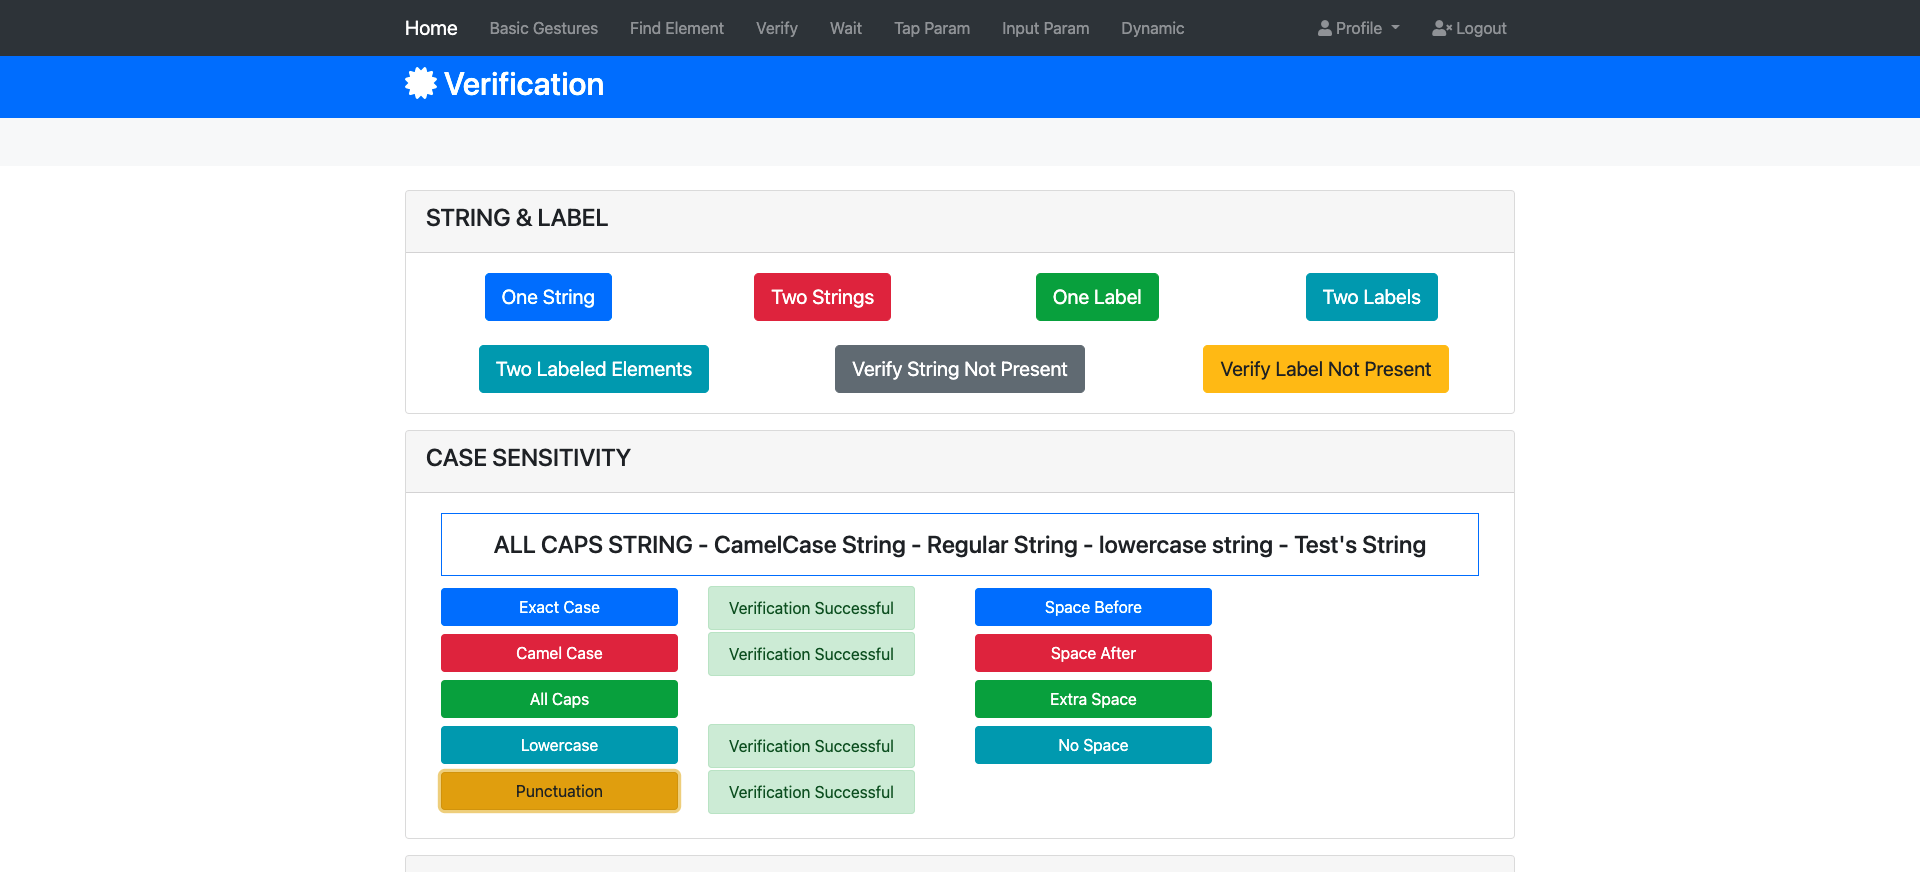 Home Basic Gestures Find Element Verify Wait Tap Param Input Param Dynamic Profile Logout
Verification
STRING & LABEL
One String Two Strings One Label Two Labels
Two Labeled Elements Verify String Not Present Verify Label Not Present
CASE SENSITIVITY
ALL CAPS STRING - CamelCase String - Regular String - lowercase string - Test's String
Exact Case Verification Successful Space Before
Camel Case Verification Successful Space After
All Caps Extra Space
Lowercase Verification Successful No Space
Punctuation Verification Successful